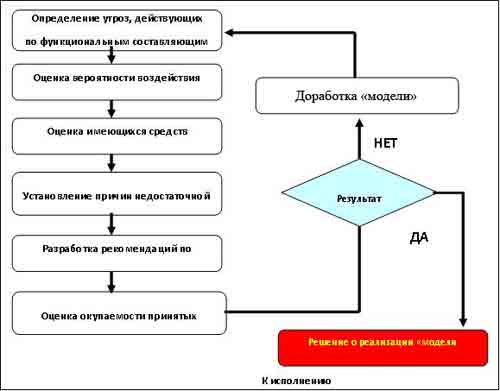 Определение угроз, действующих
по функциональным составляющим
Оценка вероятности воздействия
Оценка имеющихся средств
Установление причин недостаточной
Разработка рекомендаций по
Оценка окупаемости принятых
Доработка «модели»
НЕТ
Результат
ДА
Решение о реализации «модели
К исполнению